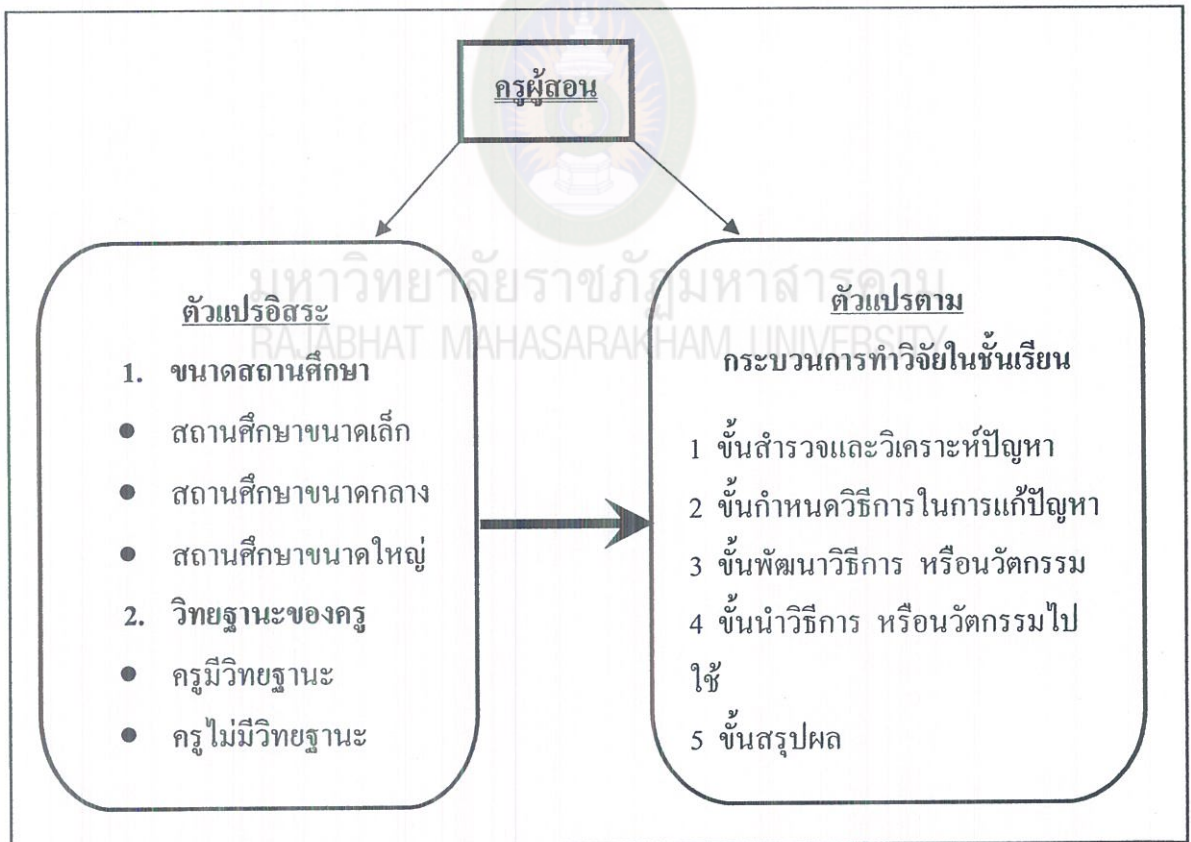 ครูผู้สอน
มหาวิทยาลัยราชภัฏมหาสารคาม
RAJABHAT MAHASARAKHAM UNIVERSITY
ตัวแปรอิสระ
1. ขนาดสถานศึกษา
● สถานศึกษาขนาดเล็ก
● สถานศึกษาขนาดกลาง
● สถานศึกษาขนาดใหญ่
2. วิทยฐานะของครู
● ครูมีวิทยฐานะ
● ครูไม่มีวิทยฐานะ
ตัวแปรตาม
กระบวนการทำวิจัยในชั้นเรียน
1 ขั้นสำรวจและวิเคราะห์ปัญหา
2 ขั้นกำหนดวิธีการในการแก้ปัญหา
3 ขั้นพัฒนาวิธีการ หรือนวัตกรรม
4 ขั้นนำวิธีการ หรือนวัตกรรมไป
ใช้
5 ขั้นสรุปผล